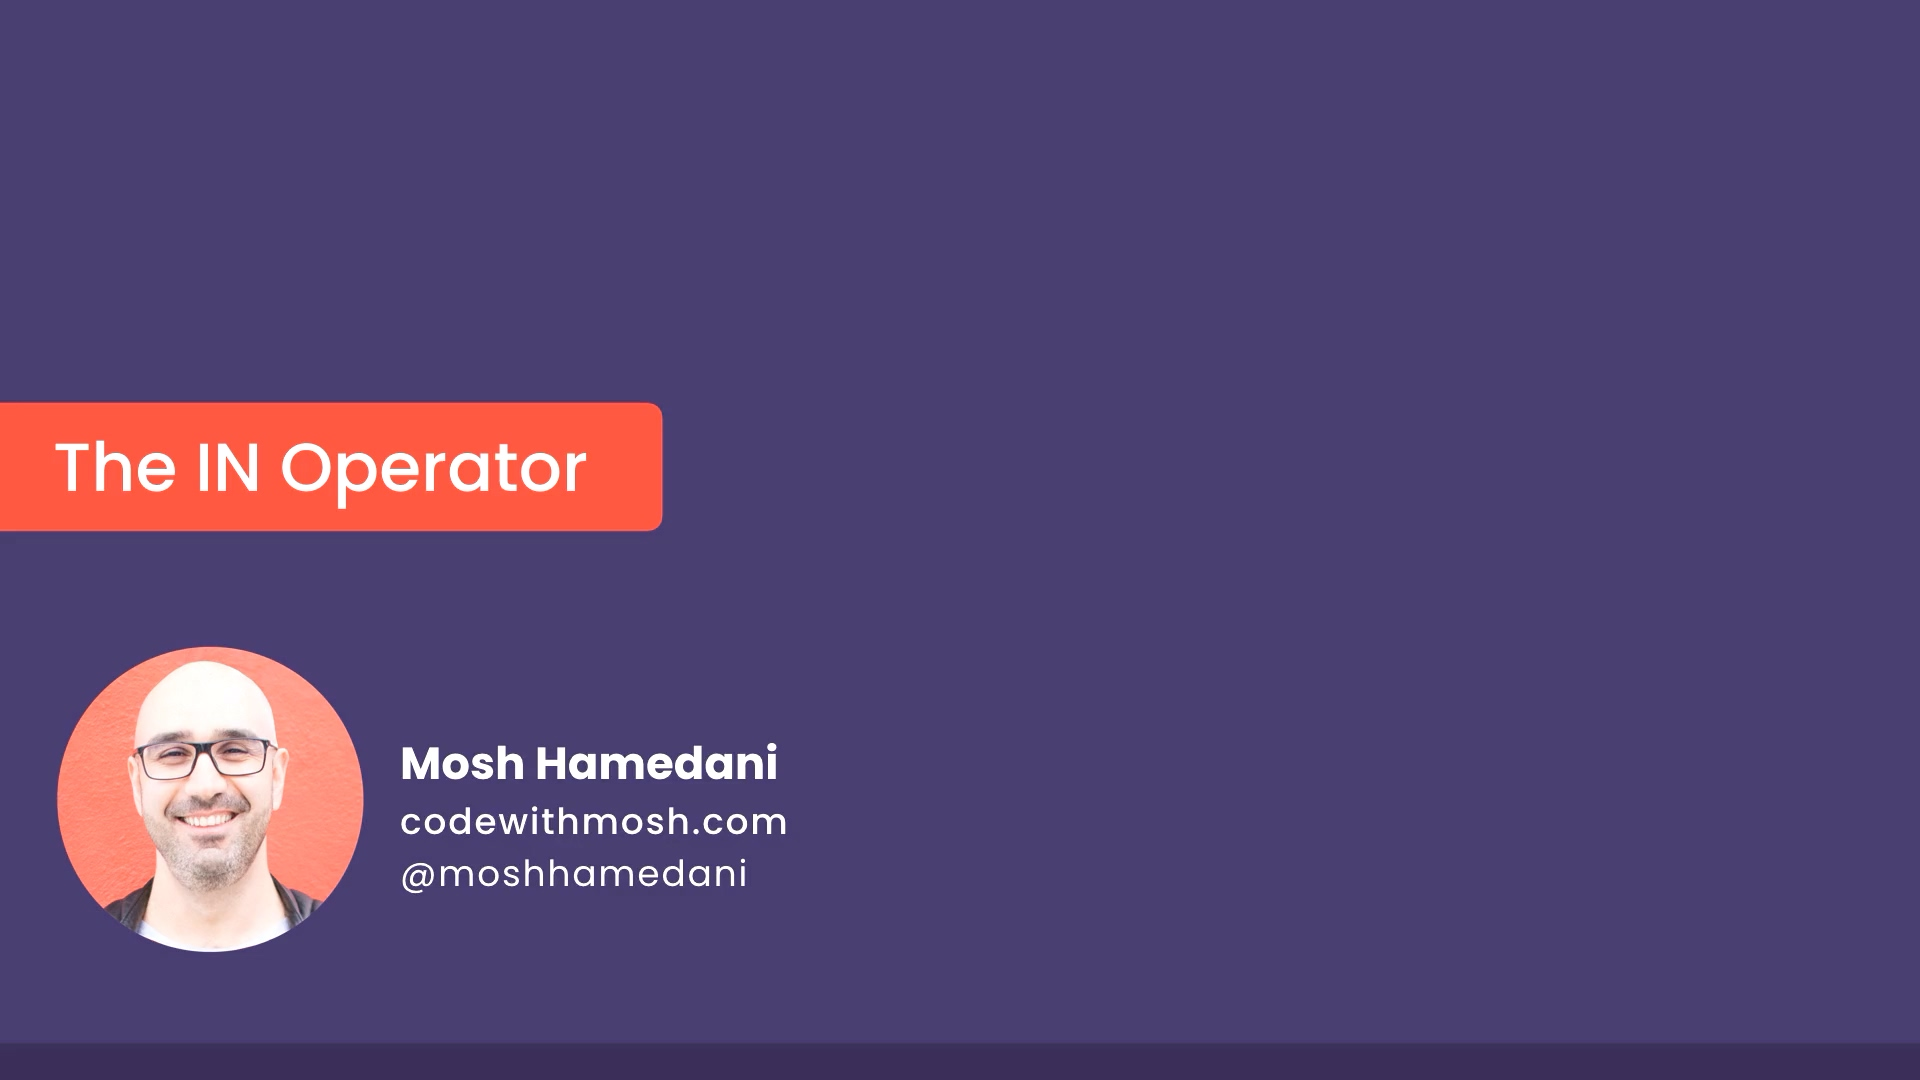 The IN Operator
Mosh Hamedani
codewithmosh.com
@moshhamedani